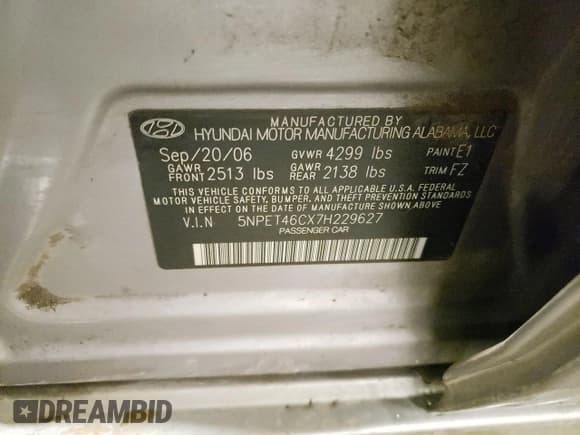 MANUFACTURED BY
HYUNDAI MOTOR MANUFACTURING ALABAMA, LLC
Sep/20/06 GVWR 4299 lbs PAINT E1
GAWR FRONT 2513 lbs GAWR REAR 2138 lbs TRIM FZ
THIS VEHICLE CONFORMS TO ALL APPLICABLE U.S.A. FEDERAL
MOTOR VEHICLE SAFETY, BUMPER, AND THEFT PREVENTION STANDARDS
IN EFFECT ON THE DATE OF MANUFACTURE SHOWN ABOVE.
V.I.N 5NPET46CX7H229627
PASSENGER CAR
DREAMBID